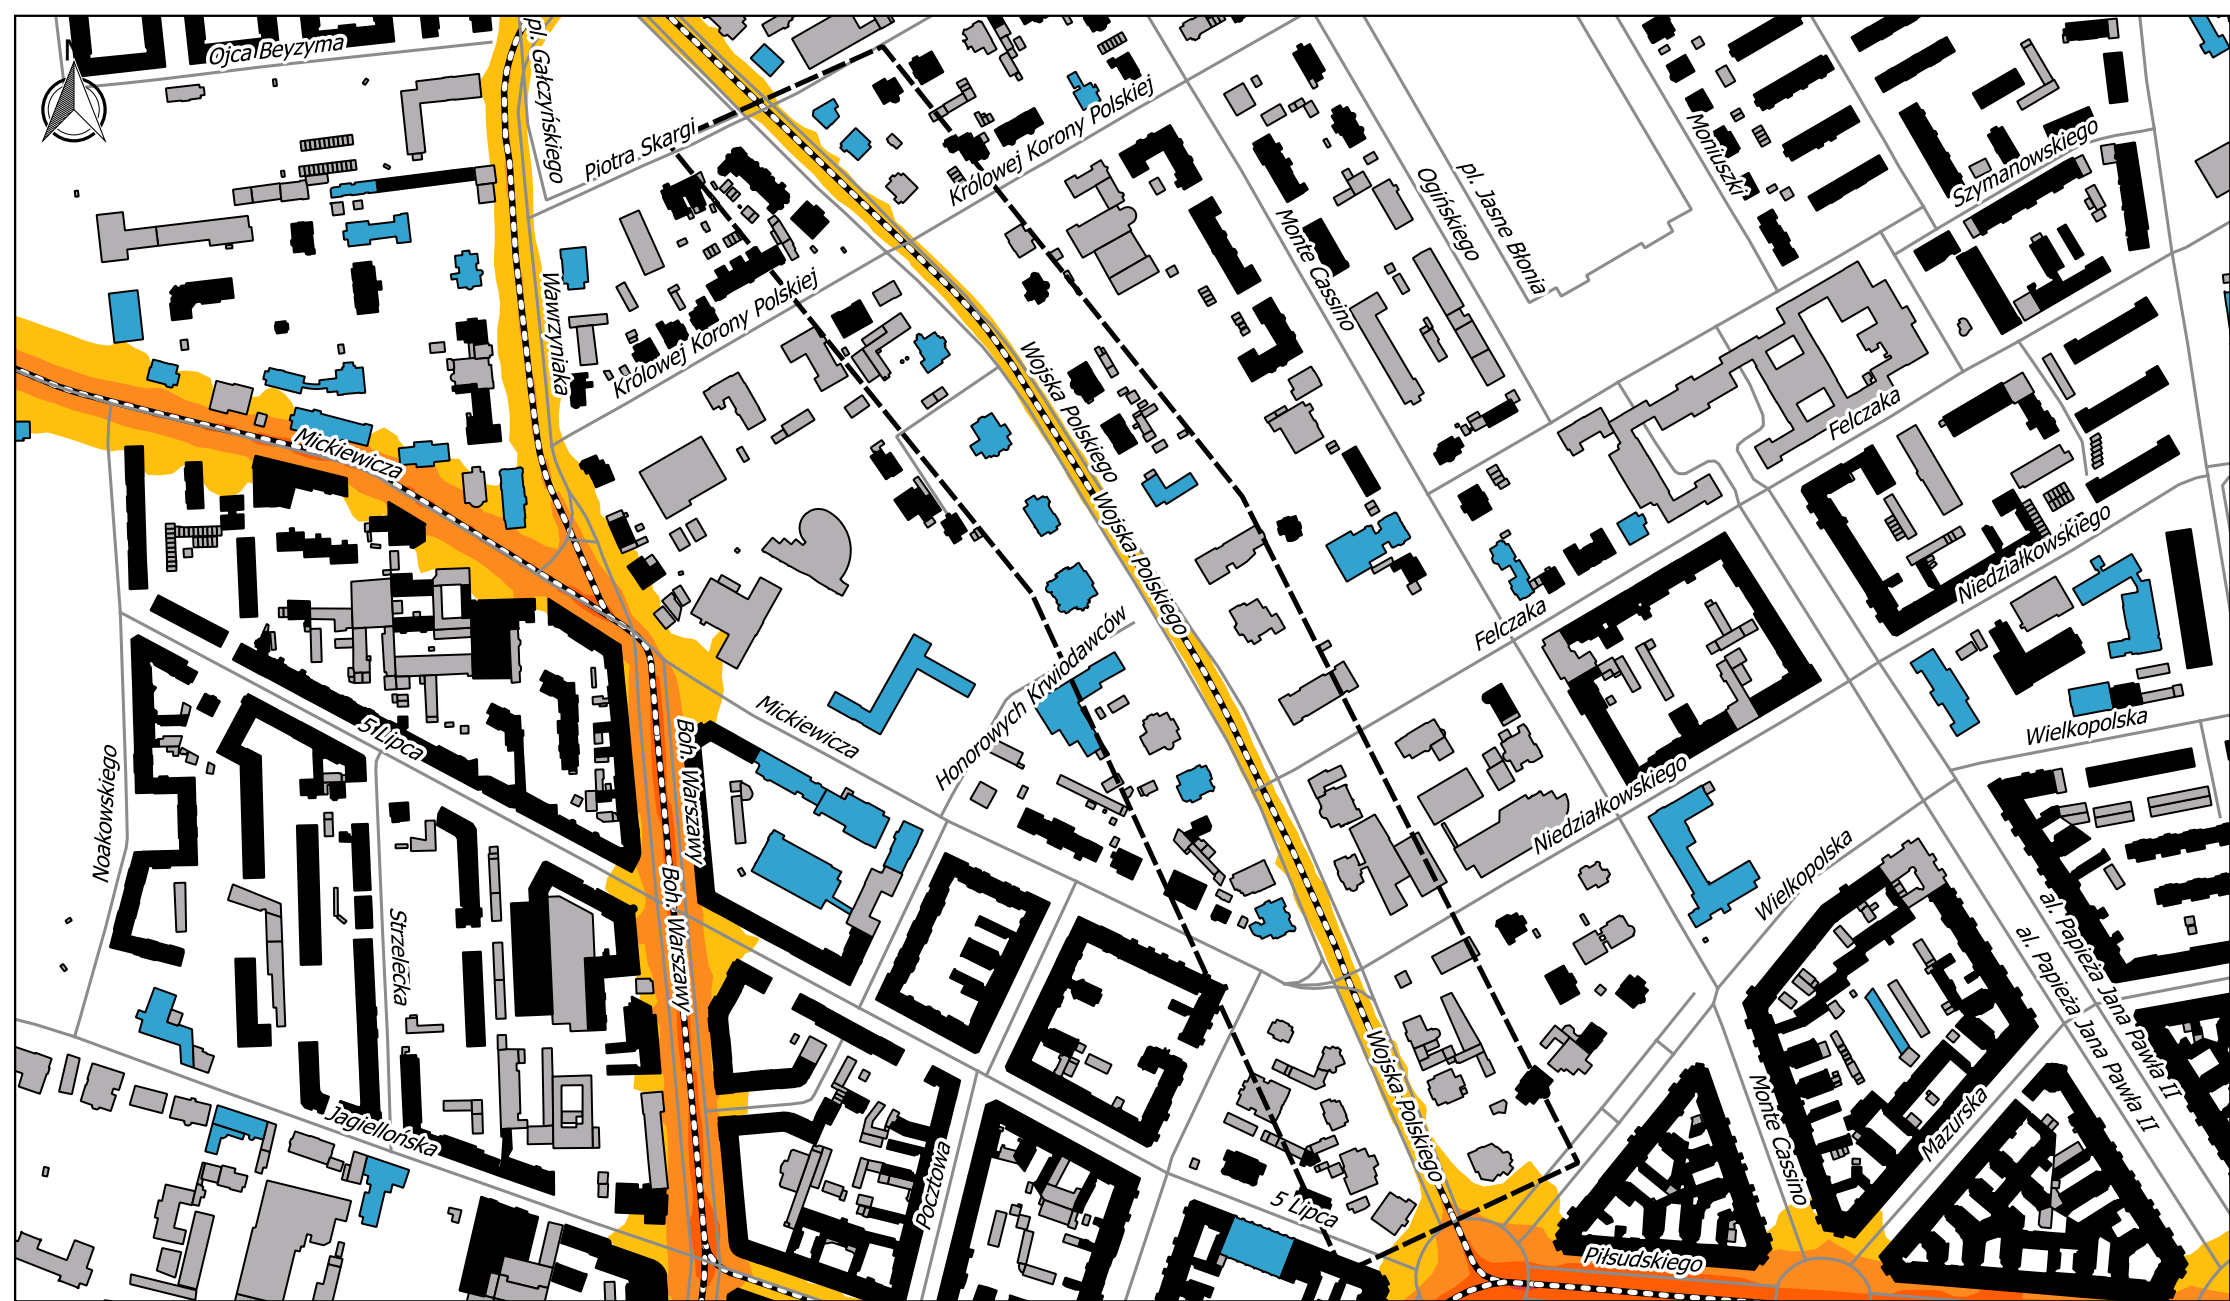 Ojca Beyzyma
N
pl. Gałczyńskiego
Piotra Skargi
Królowej Korony Polskiej
Moniuszki
Szymanowskiego
pl. Jasne Błonia
Ogińskiego
Monte Cassino
Wawrzyniaka
Królowej Korony Polskiej
Wojska Polskiego
Felczaka
Mickiewicza
Wojska Polskiego
Niedziałkowskiego
Felczaka
Honorowych Krwiodawców
Mickiewicza
5 Lipca
Boh. Warszawy
Wielkopolska
Noakowskiego
Niedziałkowskiego
Wielkopolska
Boh. Warszawy
Strzelecka
al. Papieża Jana Pawła II
al. Papieża Jana Pawła II
Wojska Polskiego
Monte Cassino
Mazurska
Jagiellońska
Pocztowa
5 Lipca
Piłsudskiego